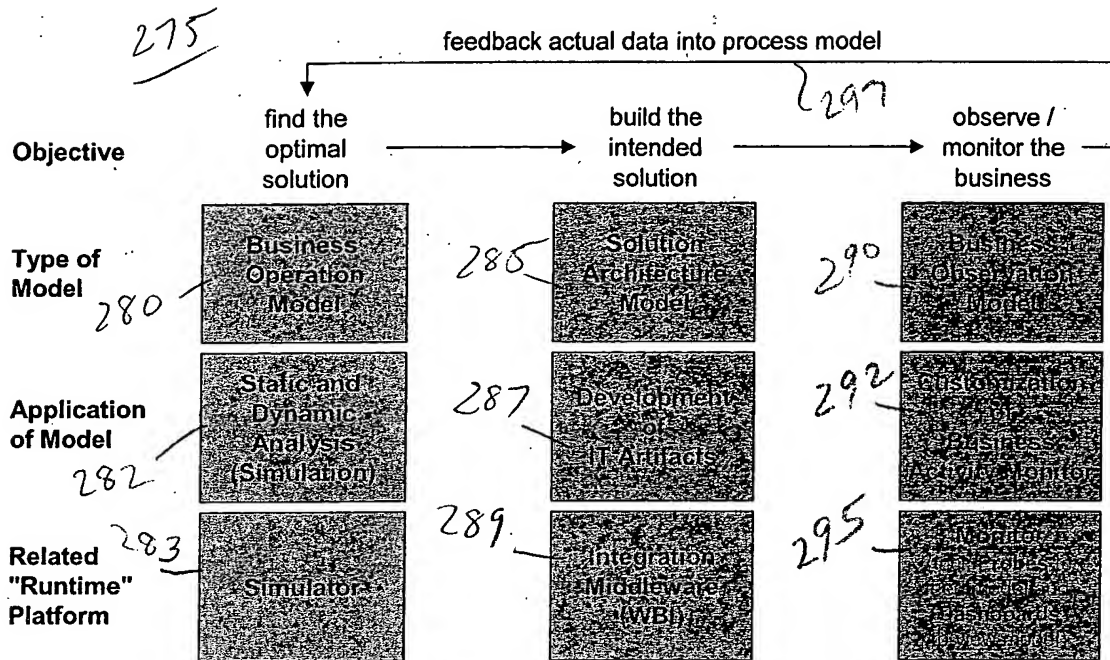 275
feedback actual data into process model
297
Objective
find the
optimal
solution
build the
intended
solution
observe /
monitor the
business
Type of
Model
280
Business
Operation
Model
285
Solution
Architecture
Model
290
Business
Observation
Model
Application
of Model
282
Static and
Dynamic
Analysis
(Simulation)
287
Development
of
IT Artifacts
292
Customization
of
Business
Activity Monitor
Related
"Runtime"
Platform
283
Simulator
289
Integration
Middleware
(WBI)
295
Monitor